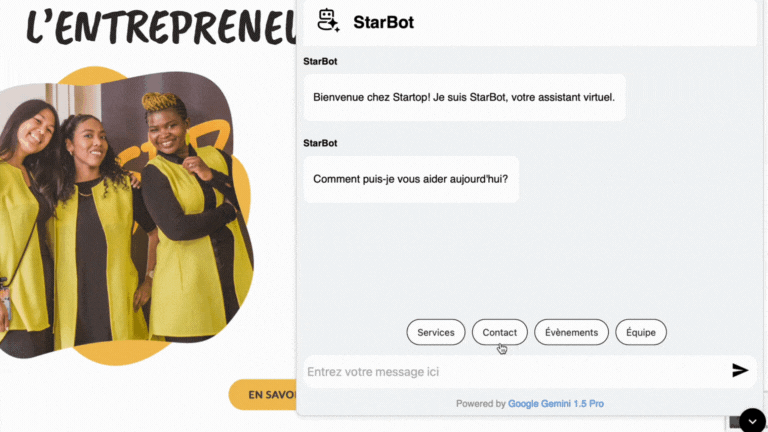 L’ENTREPRENEU
StarBot
StarBot
Bienvenue chez Startop! Je suis StarBot, votre assistant virtuel.
StarBot
Comment puis-je vous aider aujourd'hui?
Services
Contact
Évènements
Équipe
Entrez votre message ici
EN SAVOI
Powered by Google Gemini 1.5 Pro